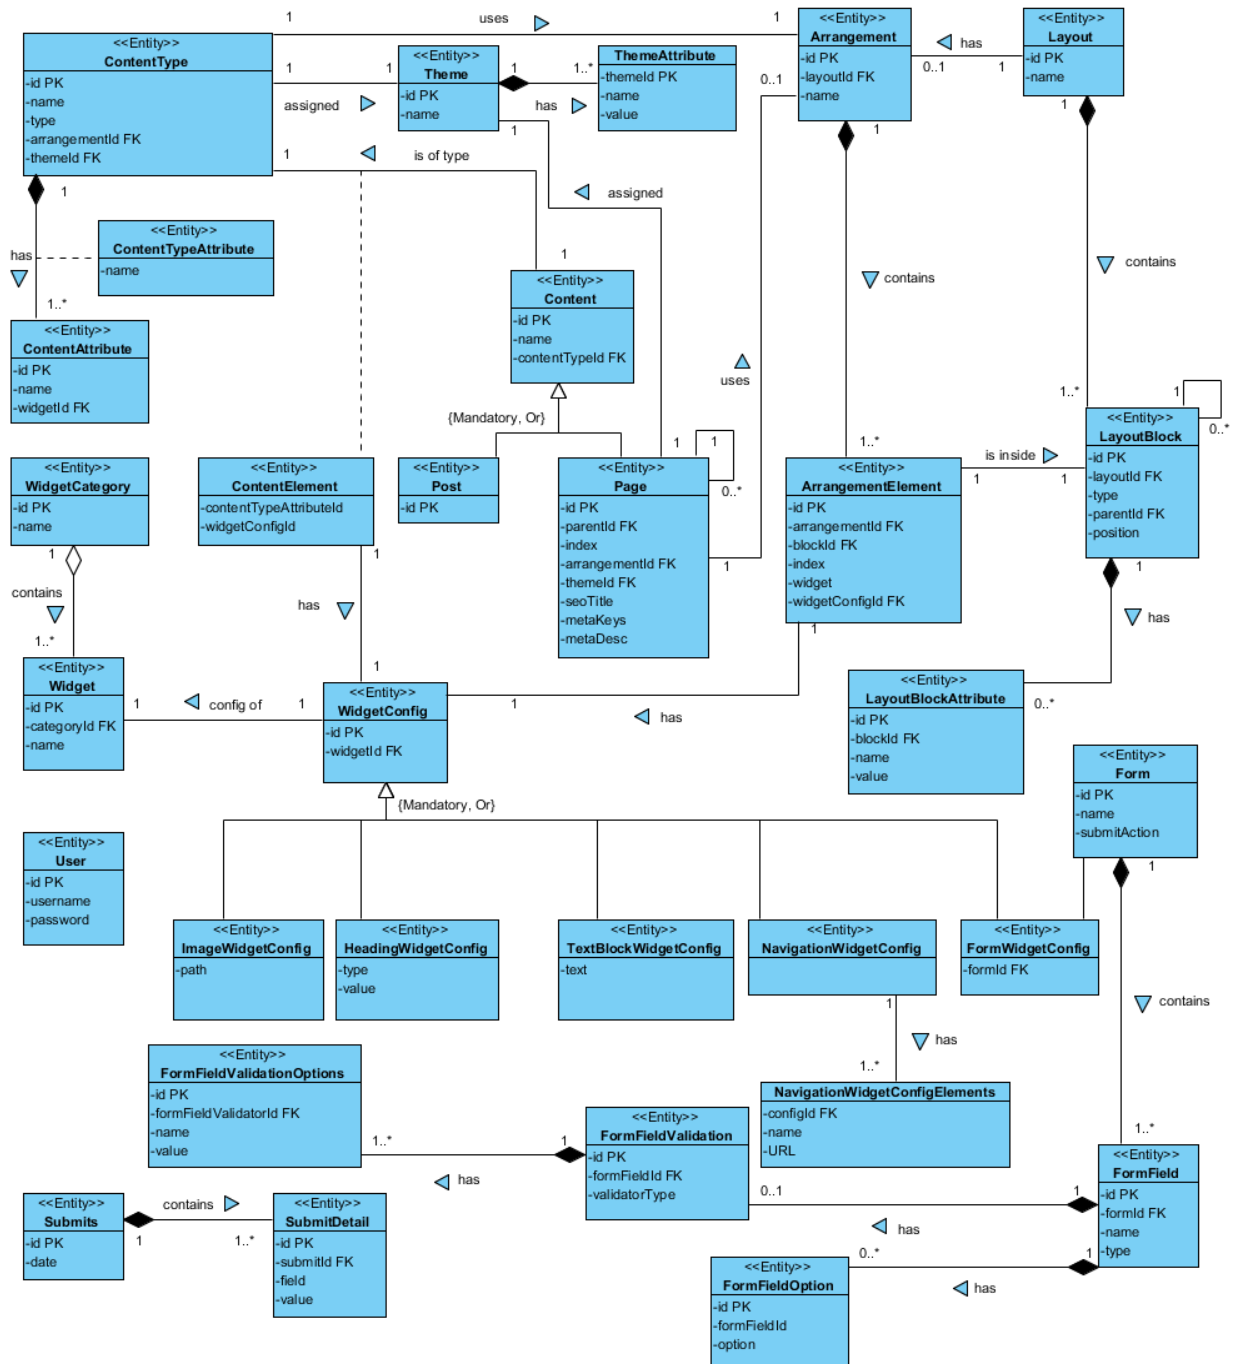 1
uses
1
<<Entity>>
ContentType
-id PK
-name
-type
-arrangementId FK
-themeId FK
1
assigned
1
<<Entity>>
Theme
-id PK
-name
1
has
1..*
<<Entity>>
ThemeAttribute
-themeId PK
-name
-value
<<Entity>>
Arrangement
-id PK
-layoutId FK
-name
has
0..1
1
<<Entity>>
Layout
-id PK
-name
0..1
1
1
1
1
is of type
assigned
1
has
<<Entity>>
ContentTypeAttribute
-name
1..*
<<Entity>>
ContentAttribute
-id PK
-name
-widgetId FK
1
<<Entity>>
Content
-id PK
-name
-contentTypeId FK
{Mandatory, Or}
contains
contains
uses
1..*
1..*
1
0..*
<<Entity>>
WidgetCategory
-id PK
-name
<<Entity>>
ContentElement
-contentTypeAttributeId
-widgetConfigId
<<Entity>>
Post
-id PK
1
1
0..*
<<Entity>>
Page
-id PK
-parentId FK
-index
-arrangementId FK
-themeId FK
-seoTitle
-metaKeys
-metaDesc
1
<<Entity>>
ArrangementElement
-id PK
-arrangementId FK
-blockId FK
-index
-widget
-widgetConfigId FK
is inside
1
1
<<Entity>>
LayoutBlock
-id PK
-layoutId FK
-type
-parentId FK
-position
1
contains
1..*
1
has
1
1
1
has
<<Entity>>
Widget
-id PK
-categoryId FK
-name
1
config of
1
<<Entity>>
WidgetConfig
-id PK
-widgetId FK
1
has
<<Entity>>
LayoutBlockAttribute
-id PK
-blockId FK
-name
-value
0..*
{Mandatory, Or}
<<Entity>>
Form
-id PK
-name
-submitAction
1
<<Entity>>
User
-id PK
-username
-password
<<Entity>>
ImageWidgetConfig
-path
<<Entity>>
HeadingWidgetConfig
-type
-value
<<Entity>>
TextBlockWidgetConfig
-text
<<Entity>>
NavigationWidgetConfig
<<Entity>>
FormWidgetConfig
-formId FK
contains
1
has
1..*
<<Entity>>
FormFieldValidationOptions
-id PK
-formFieldValidatorId FK
-name
-value
1..*
has
1
<<Entity>>
FormFieldValidation
-id PK
-formFieldId FK
-validatorType
NavigationWidgetConfigElements
-configId FK
-name
-URL
1..*
<<Entity>>
FormField
-id PK
-formId FK
-name
-type
0..1
1
has
<<Entity>>
Submits
-id PK
-date
contains
1
1..*
<<Entity>>
SubmitDetail
-id PK
-submitId FK
-field
-value
0..*
1
has
<<Entity>>
FormFieldOption
-id PK
-formFieldId
-option